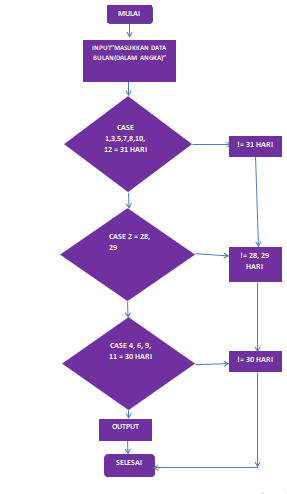 MULAI
INPUT"MASUKKAN DATA
BULAN(DALAM ANGKA)"
CASE
1,3,5,7,8,10,
12 = 31 HARI
!= 31 HARI
CASE 2 = 28,
29
!= 28, 29
HARI
CASE 4, 6, 9,
11 = 30 HARI
!= 30 HARI
OUTPUT
SELESAI